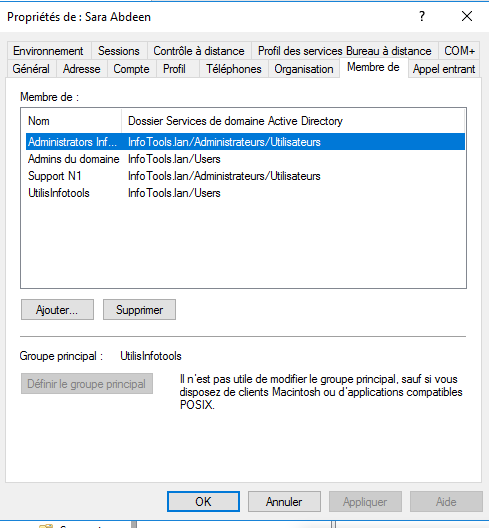 Propriétés de : Sara Abdeen
Environnement Sessions Contrôle à distance Profil des services Bureau à distance COM+
Général Adresse Compte Profil Téléphones Organisation Membre de Appel entrant
Membre de :
Nom Dossier Services de domaine Active Directory
Administrators Inf... InfoTools.lan/Administrateurs/Utilisateurs
Admins du domaine InfoTools.lan/Users
Support N1 InfoTools.lan/Administrateurs/Utilisateurs
UtilisInfotools InfoTools.lan/Users
Ajouter... Supprimer
Groupe principal : UtilisInfotools
Définir le groupe principal
Il n'est pas utile de modifier le groupe principal, sauf si vous
disposez de clients Macintosh ou d'applications compatibles
POSIX.
OK Annuler Appliquer Aide